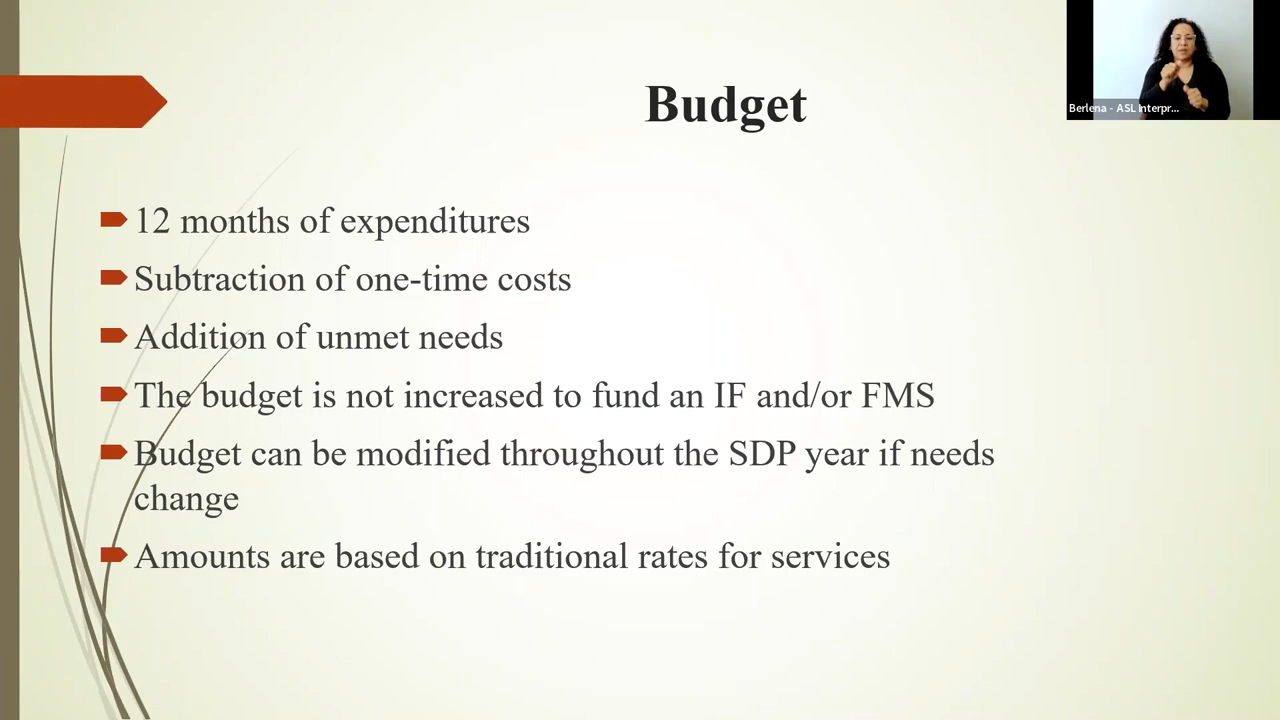 Budget
Berlena - ASL Interpr...
12 months of expenditures
Subtraction of one-time costs
Addition of unmet needs
The budget is not increased to fund an IF and/or FMS
Budget can be modified throughout the SDP year if needs
change
Amounts are based on traditional rates for services